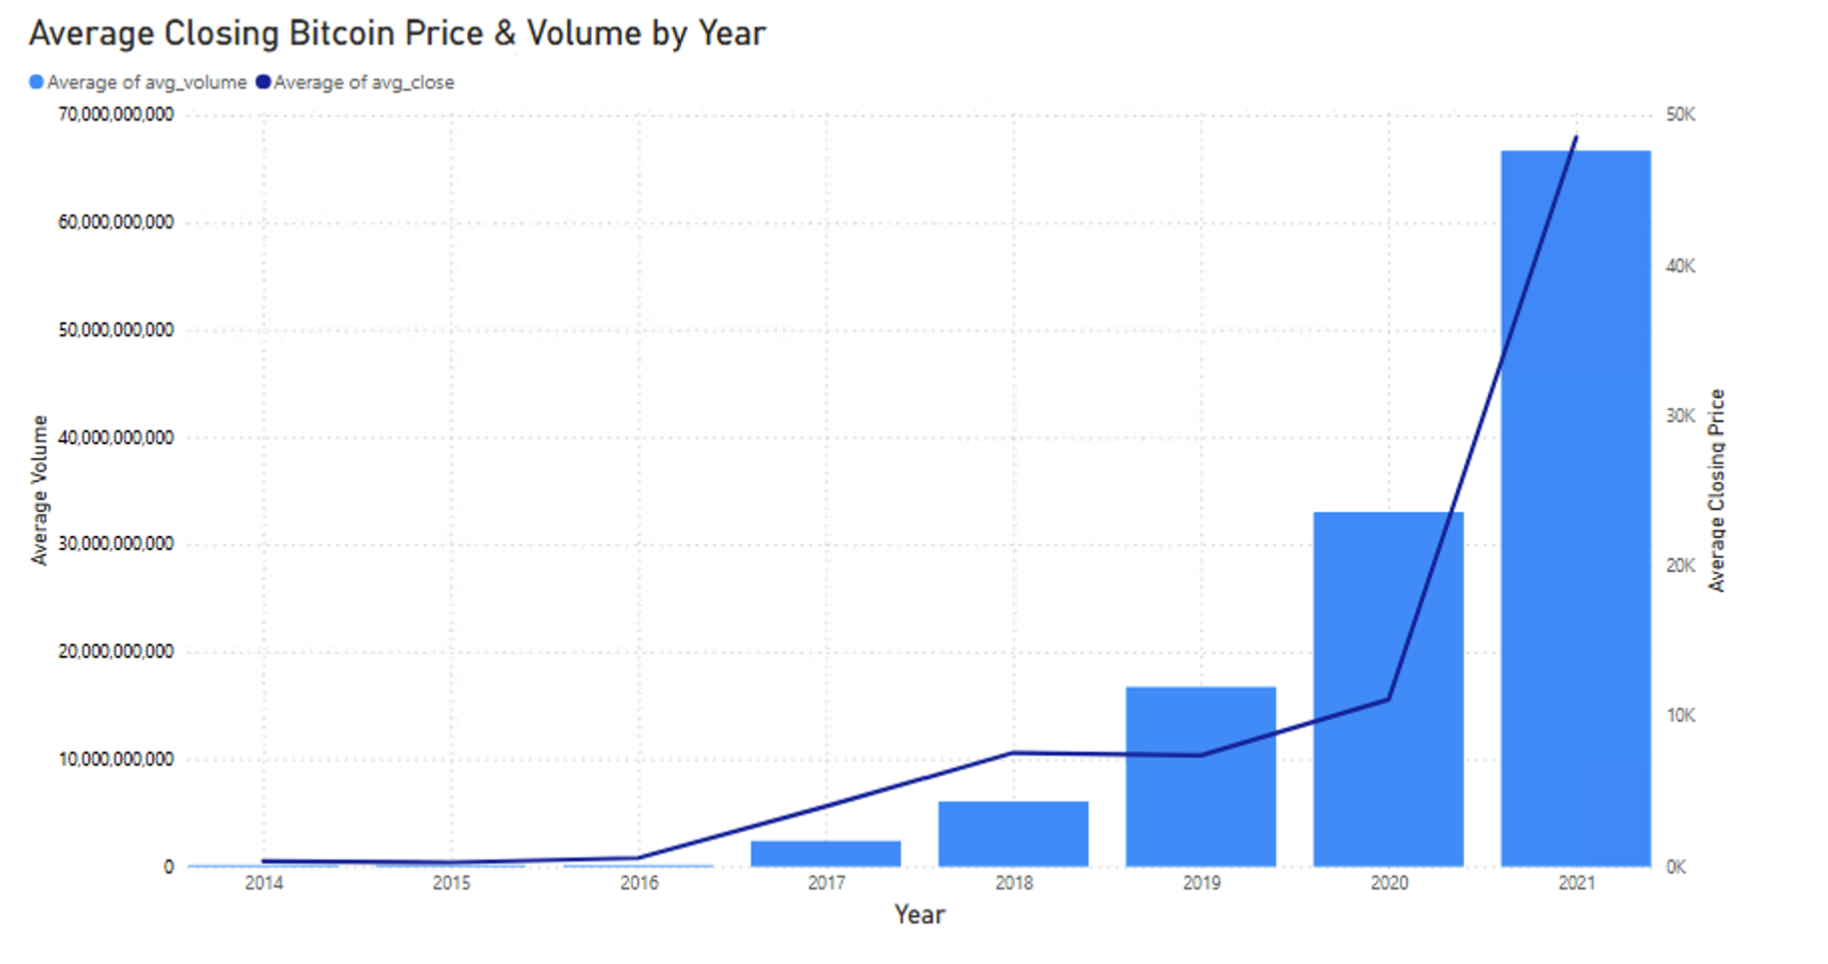 Average Closing Bitcoin Price & Volume by Year
Average of avg_volume Average of avg_close
70,000,000,000
60,000,000,000
50,000,000,000
40,000,000,000
30,000,000,000
20,000,000,000
10,000,000,000
0
Average Volume
50K
40K
30K
20K
10K
0K
Average Closing Price
2014 2015 2016 2017 2018 2019 2020 2021
Year